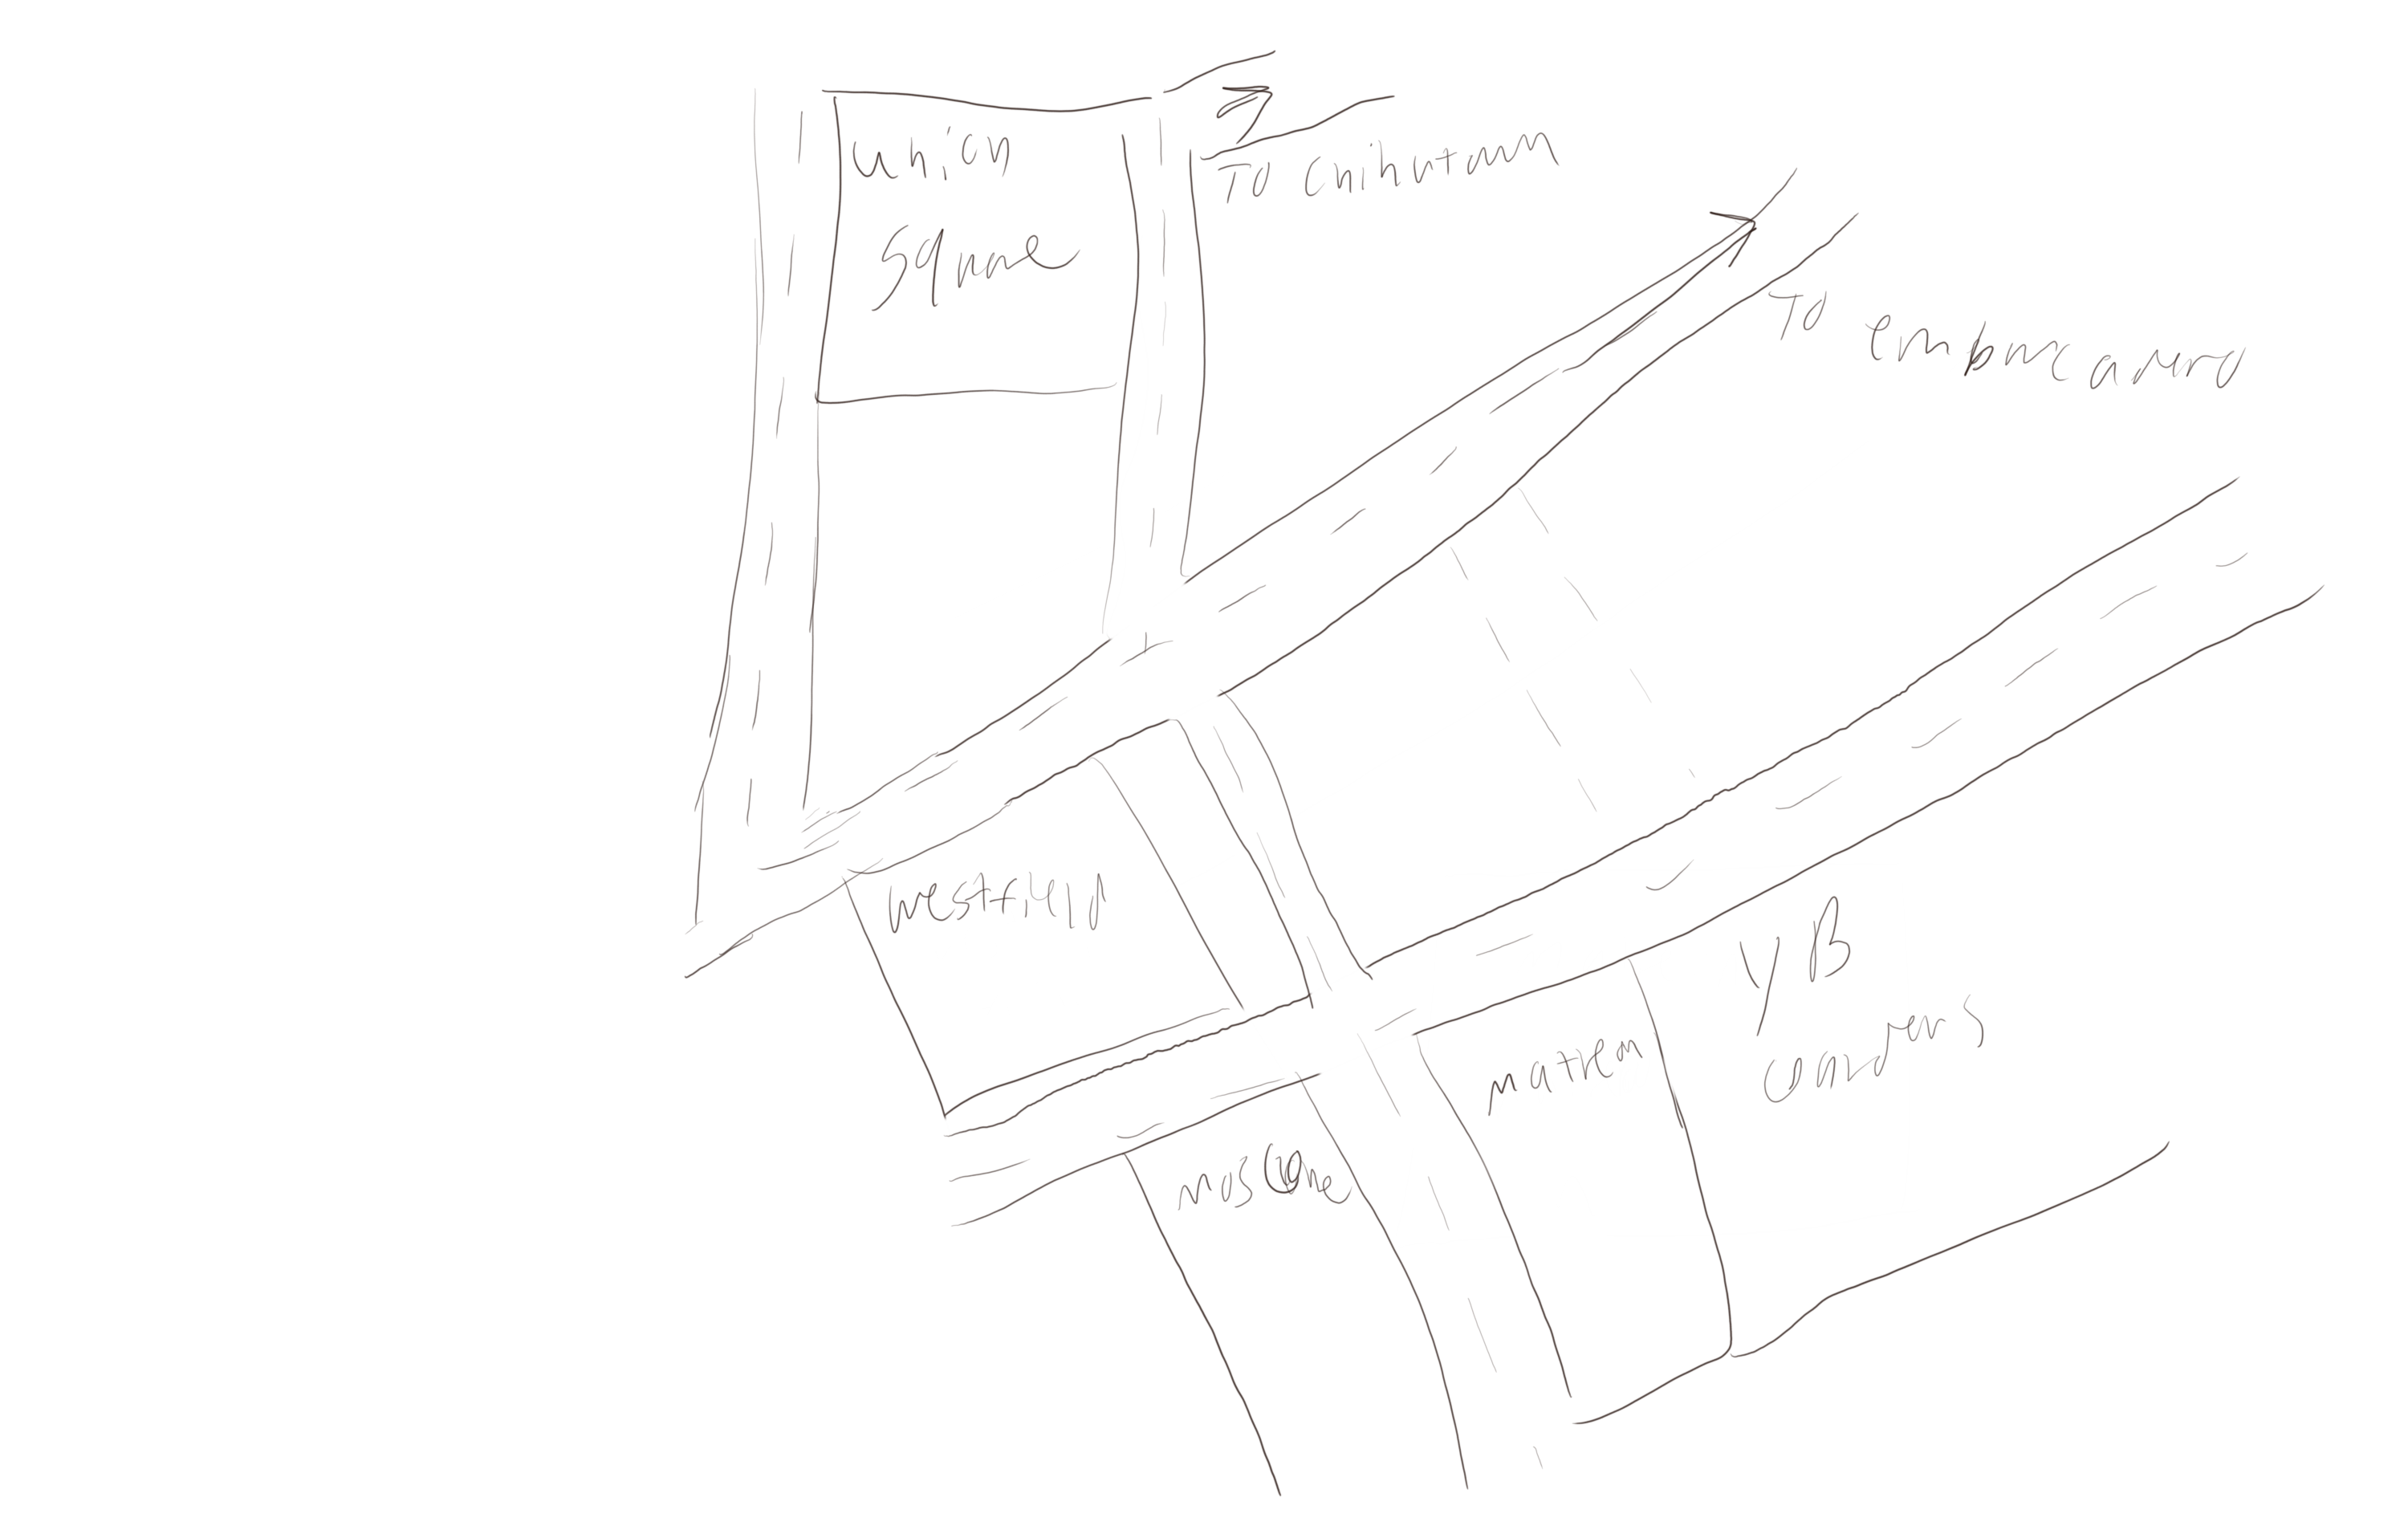 union
square
To Chinatown
To embarcadero
westfield
YB
Gardens
metreon
moscone